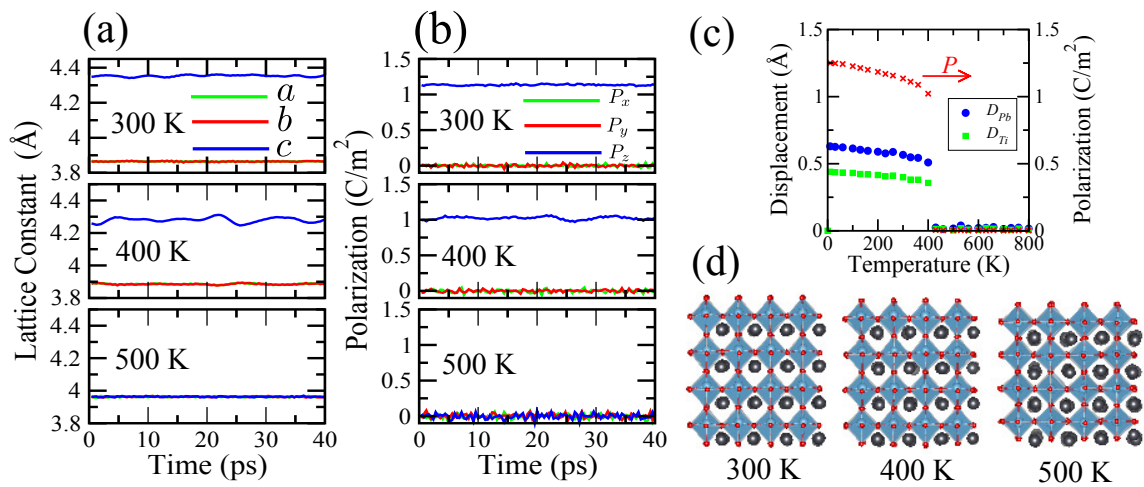 (a)
Lattice Constant (Å)
4.4
4.2
4
3.8
300 K
a
b
c
4.4
4.2
4
3.8
400 K
4.4
4.2
4
3.8
500 K
0 10 20 30 40
Time (ps)
(b)
Polarization (C/m²)
1.5
1
0.5
0
300 K
Pₓ
P_y
P_z
1.5
1
0.5
0
400 K
1.5
1
0.5
0
500 K
0 10 20 30 40
Time (ps)
(c)
Displacement (Å)
1.5
1
0.5
0
P
D_Pb
D_Ti
1.5
1
0.5
0
Polarization (C/m²)
0 200 400 600 800
Temperature (K)
(d)
300 K 400 K 500 K